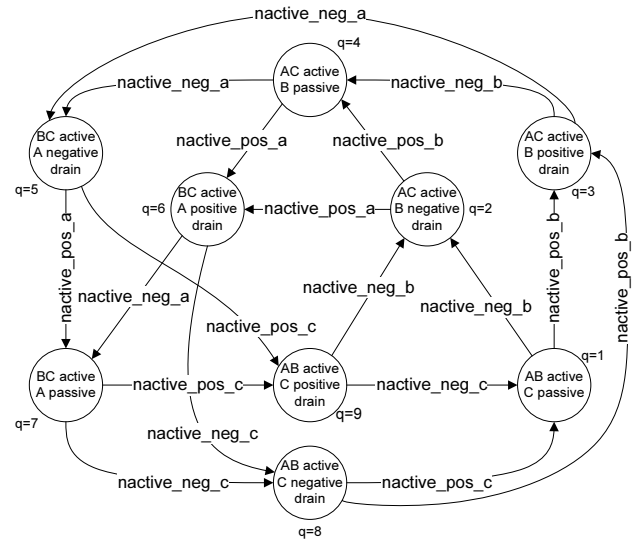 nactive_neg_a
q=4
AC active
B passive
nactive_neg_a
nactive_neg_b
nactive_pos_a
nactive_pos_b
BC active
A negative
drain
q=5
AC active
B positive
drain
q=3
BC active
A positive
drain
q=6
nactive_pos_a
AC active
B negative
drain
q=2
nactive_pos_a
nactive_neg_a
nactive_pos_c
nactive_neg_b
nactive_neg_b
nactive_pos_b
nactive_pos_b
BC active
A passive
q=7
nactive_pos_c
AB active
C positive
drain
q=9
nactive_neg_c
q=1
AB active
C passive
nactive_neg_c
nactive_neg_c
AB active
C negative
drain
q=8
nactive_pos_c